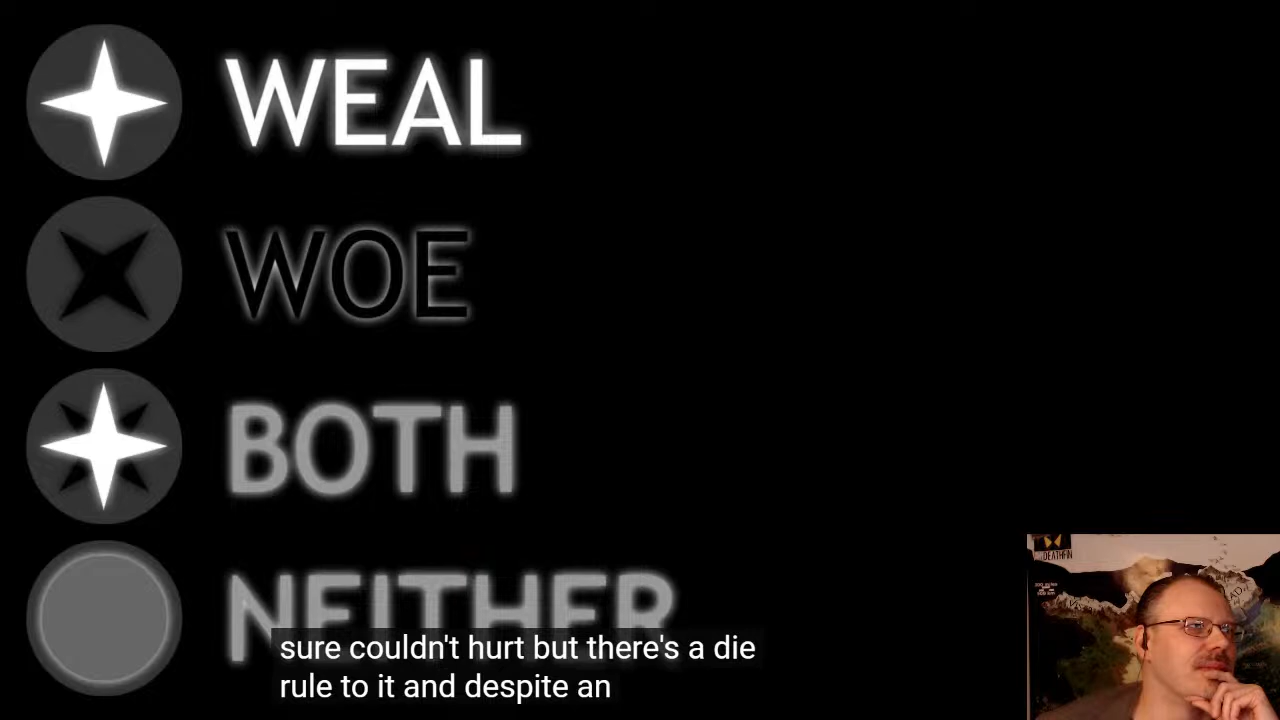 WEAL
WOE
BOTH
NEITHER
sure couldn't hurt but there's a die
rule to it and despite an